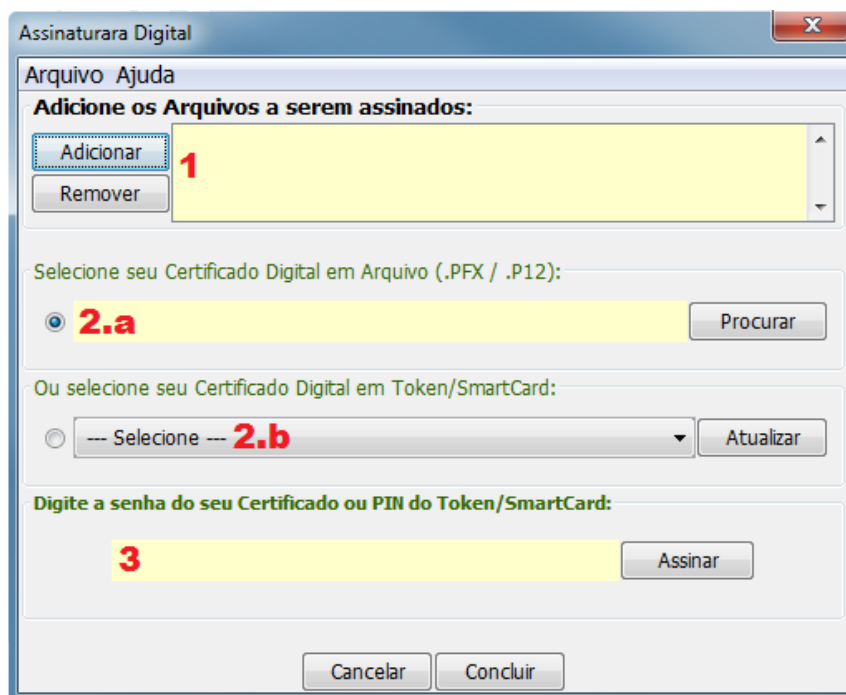 Assinaturara Digital
x
Arquivo Ajuda
Adicione os Arquivos a serem assinados:
Adicionar
1
Remover
Selecione seu Certificado Digital em Arquivo (.PFX / .P12):
2.a Procurar
Ou selecione seu Certificado Digital em Token/SmartCard:
--- Selecione --- 2.b Atualizar
Digite a senha do seu Certificado ou PIN do Token/SmartCard:
3 Assinar
Cancelar Concluir